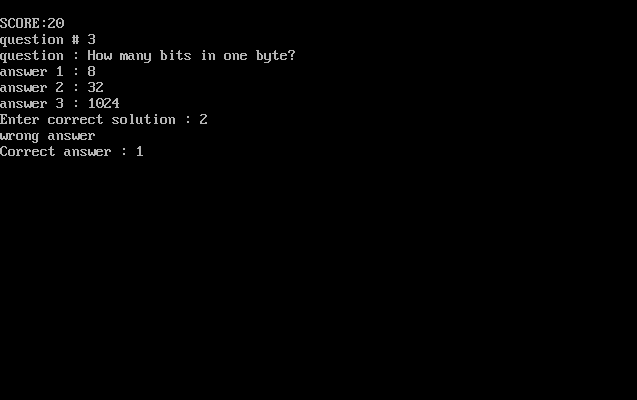 SCORE:20
question # 3
question : How many bits in one byte?
answer 1 : 8
answer 2 : 32
answer 3 : 1024
Enter correct solution : 2
wrong answer
Correct answer : 1